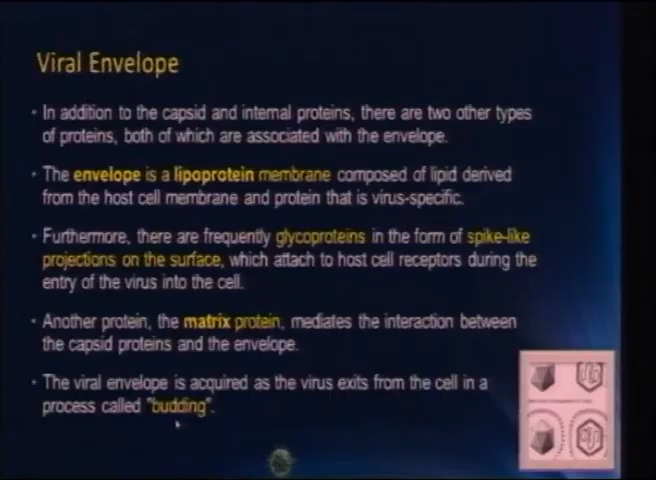 Viral Envelope
• In addition to the capsid and internal proteins, there are two other types
of proteins, both of which are associated with the envelope.
• The envelope is a lipoprotein membrane composed of lipid derived
from the host cell membrane and protein that is virus-specific.
• Furthermore, there are frequently glycoproteins in the form of spike-like
projections on the surface, which attach to host cell receptors during the
entry of the virus into the cell.
• Another protein, the matrix protein, mediates the interaction between
the capsid proteins and the envelope.
• The viral envelope is acquired as the virus exits from the cell in a
process called "budding".